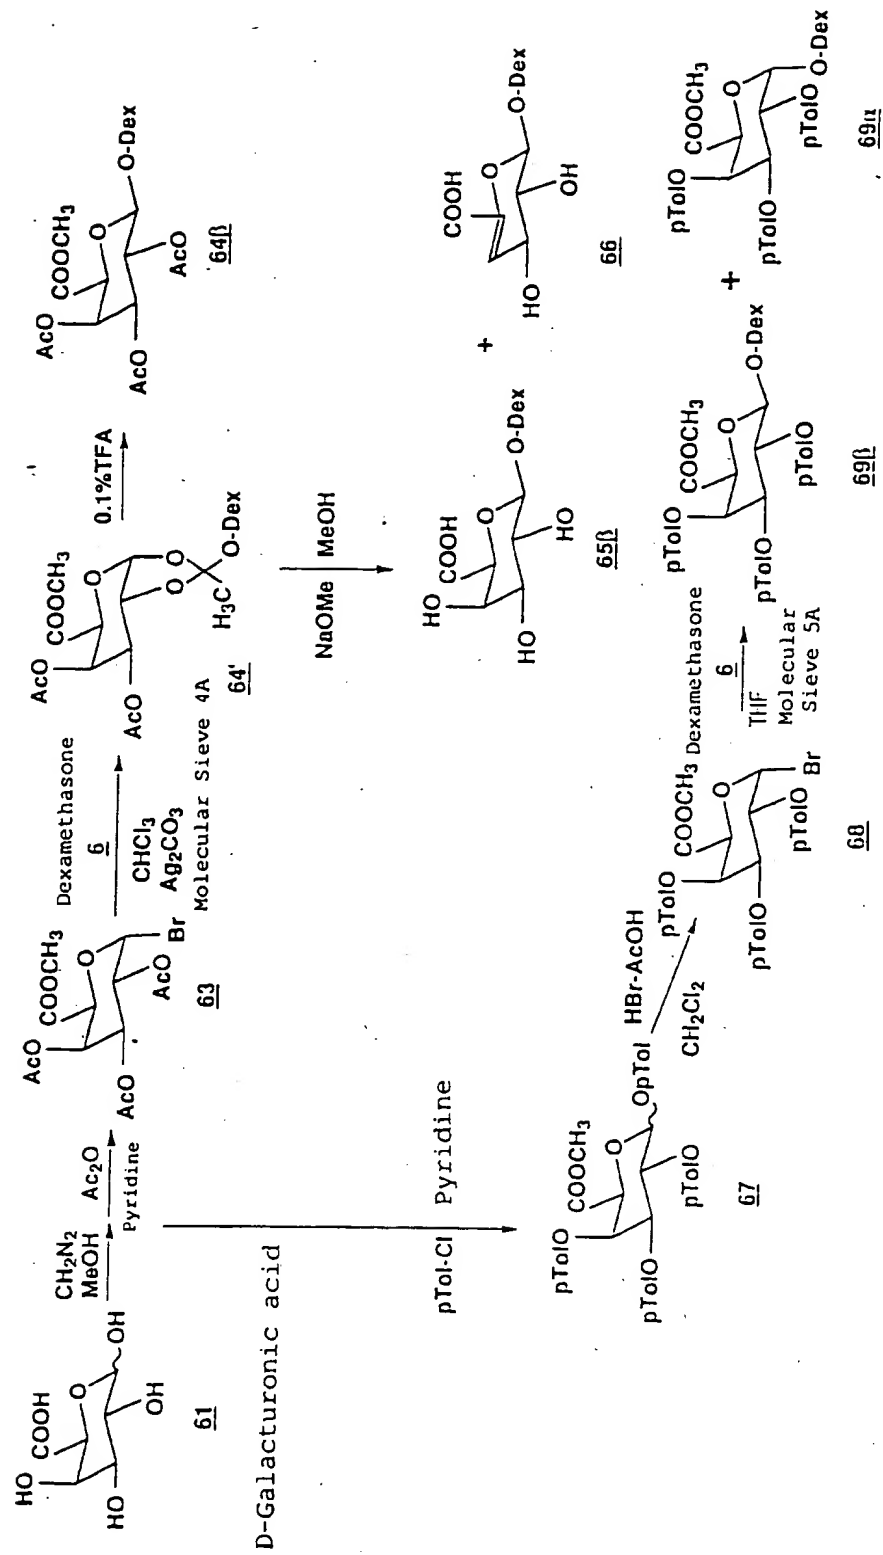 HO
COOH
O
OH
HO
OH
61
D-Galacturonic acid
CH2N2
MeOH
Ac2O
Pyridine
AcO
COOCH3
O
AcO
AcO
Br
63
Dexamethasone
6
CHCl3
Ag2CO3
Molecular Sieve 4A
AcO
COOCH3
O
AcO
O
O
H3C
O-Dex
64'
0.1%TFA
AcO
COOCH3
O
O-Dex
AcO
AcO
64β
NaOMe
MeOH
HO
COOH
O
O-Dex
HO
HO
65β
+
COOH
O
O-Dex
HO
OH
66
pTol-Cl
Pyridine
pTolO
COOCH3
O
OpTol
pTolO
pTolO
67
HBr-AcOH
CH2Cl2
pTolO
COOCH3
O
pTolO
pTolO
Br
68
Dexamethasone
6
THF
Molecular
Sieve 5A
pTolO
COOCH3
O
O-Dex
pTolO
pTolO
69β
+
pTolO
COOCH3
O
pTolO
pTolO
O-Dex
69α